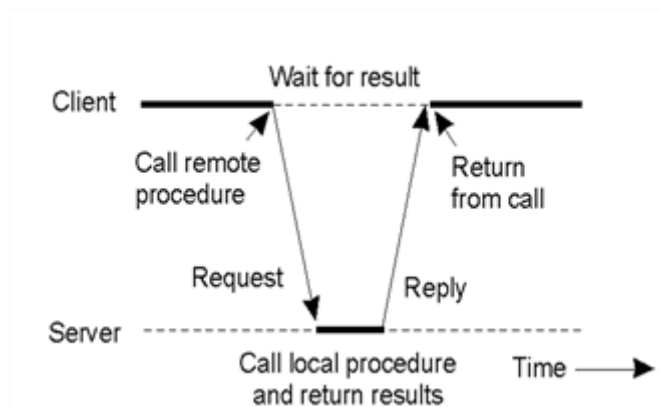 Wait for result
Client
Call remote
procedure
Return
from call
Request
Reply
Server
Call local procedure
and return results
Time